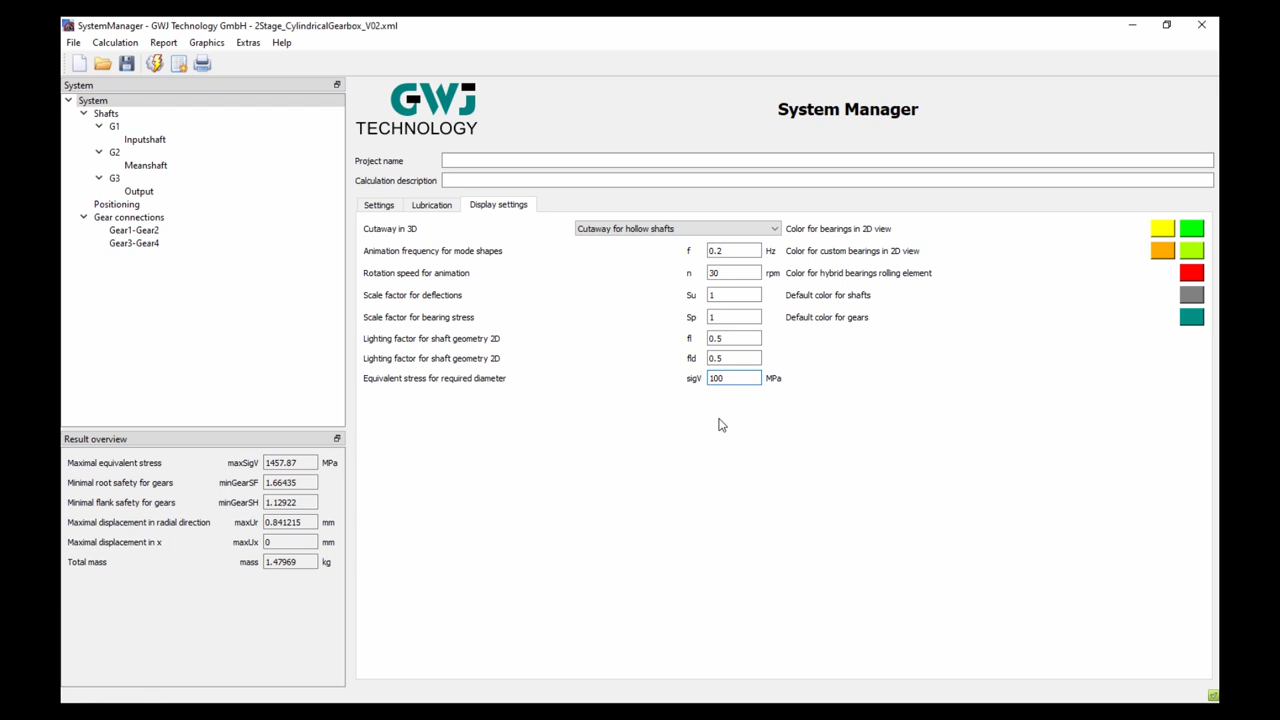 SystemManager - GWJ Technology GmbH - 2Stage_CylindricalGearbox_V02.xml
File Calculation Report Graphics Extras Help
System
System
Shafts
G1
Inputshaft
G2
Meanshaft
G3
Output
Positioning
Gear connections
Gear1-Gear2
Gear3-Gear4
Result overview
Maximal equivalent stress maxSigV 1457.87 MPa
Minimal root safety for gears minGearSF 1.66435
Minimal flank safety for gears minGearSH 1.12922
Maximal displacement in radial direction maxUr 0.841215 mm
Maximal displacement in x maxUx 0 mm
Total mass mass 1.47969 kg
GWJ
TECHNOLOGY
System Manager
Project name
Calculation description
Settings Lubrication Display settings
Cutaway in 3D Cutaway for hollow shafts Color for bearings in 2D view
Animation frequency for mode shapes f 0.2 Hz Color for custom bearings in 2D view
Rotation speed for animation n 30 rpm Color for hybrid bearings rolling element
Scale factor for deflections Su 1 Default color for shafts
Scale factor for bearing stress Sp 1 Default color for gears
Lighting factor for shaft geometry 2D fl 0.5
Lighting factor for shaft geometry 2D fld 0.5
Equivalent stress for required diameter sigV 100 MPa